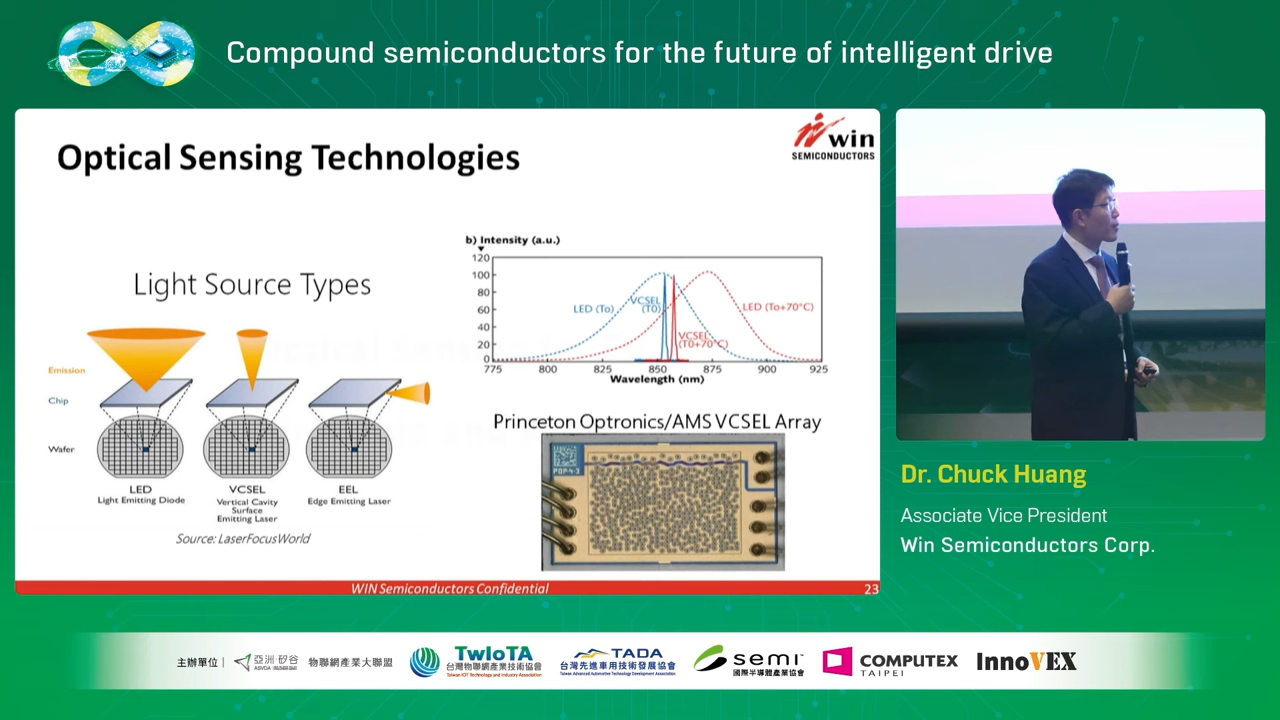 Compound semiconductors for the future of intelligent drive
Optical Sensing Technologies
win
SEMICONDUCTORS
Light Source Types
Emission
Chip
Wafer
LED
Light Emitting Diode
VCSEL
Vertical Cavity
Surface
Emitting Laser
EEL
Edge Emitting Laser
Source: LaserFocusWorld
b) Intensity (a.u.)
120
100
80
60
40
20
0
LED (To)
VCSEL
(T0)
VCSEL
(T0+70°C)
LED (To+70°C)
775 800 825 850 875 900 925
Wavelength (nm)
Princeton Optronics/AMS VCSEL Array
WIN Semiconductors Confidential
23
Dr. Chuck Huang
Associate Vice President
Win Semiconductors Corp.
主辦單位｜
亞洲·矽谷
物聯網產業大聯盟
TwIoTA
台灣物聯網產業技術協會
Taiwan IOT Technology and Industry Association
TADA
台灣先進車用技術發展協會
Taiwan Advanced Automotive Technology Development Association
semi
國際半導體產業協會
COMPUTEX
TAIPEI
InnoVEX